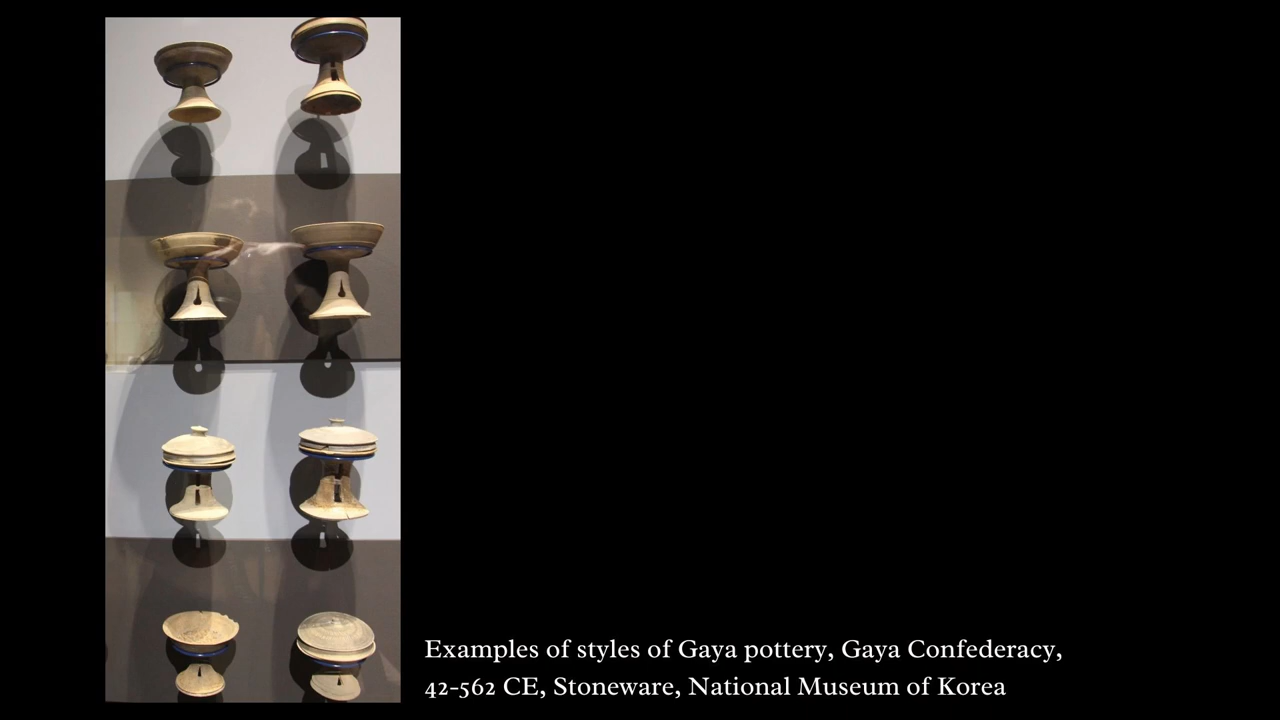 Examples of styles of Gaya pottery, Gaya Confederacy,
42-562 CE, Stoneware, National Museum of Korea